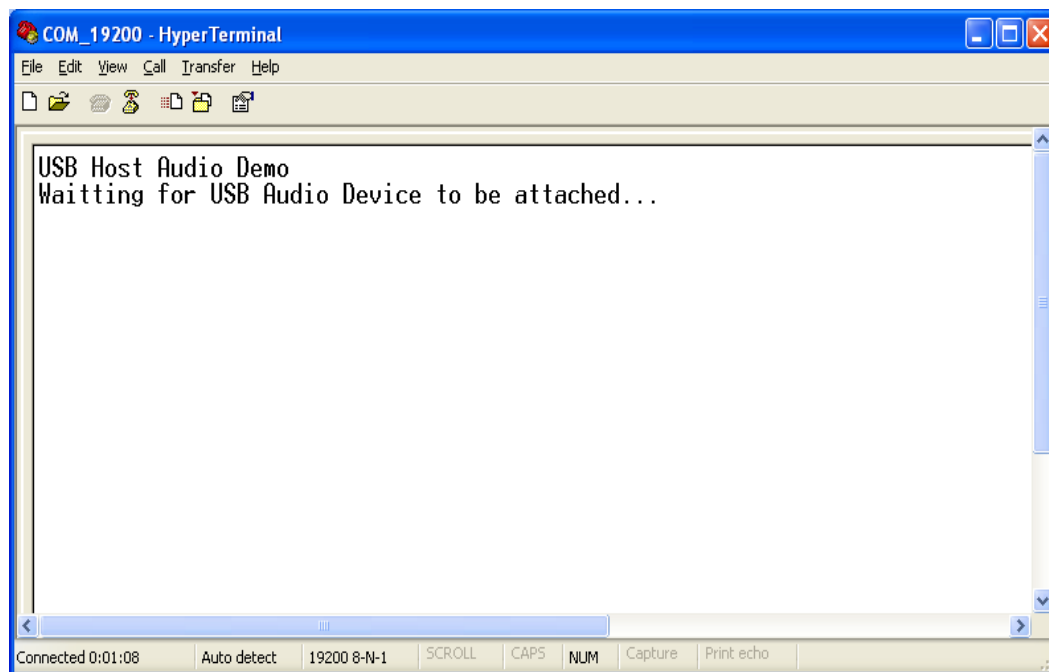 COM_19200 - HyperTerminal
File Edit View Call Transfer Help
USB Host Audio Demo
Waitting for USB Audio Device to be attached...
Connected 0:01:08 Auto detect 19200 8-N-1 SCROLL CAPS NUM Capture Print echo